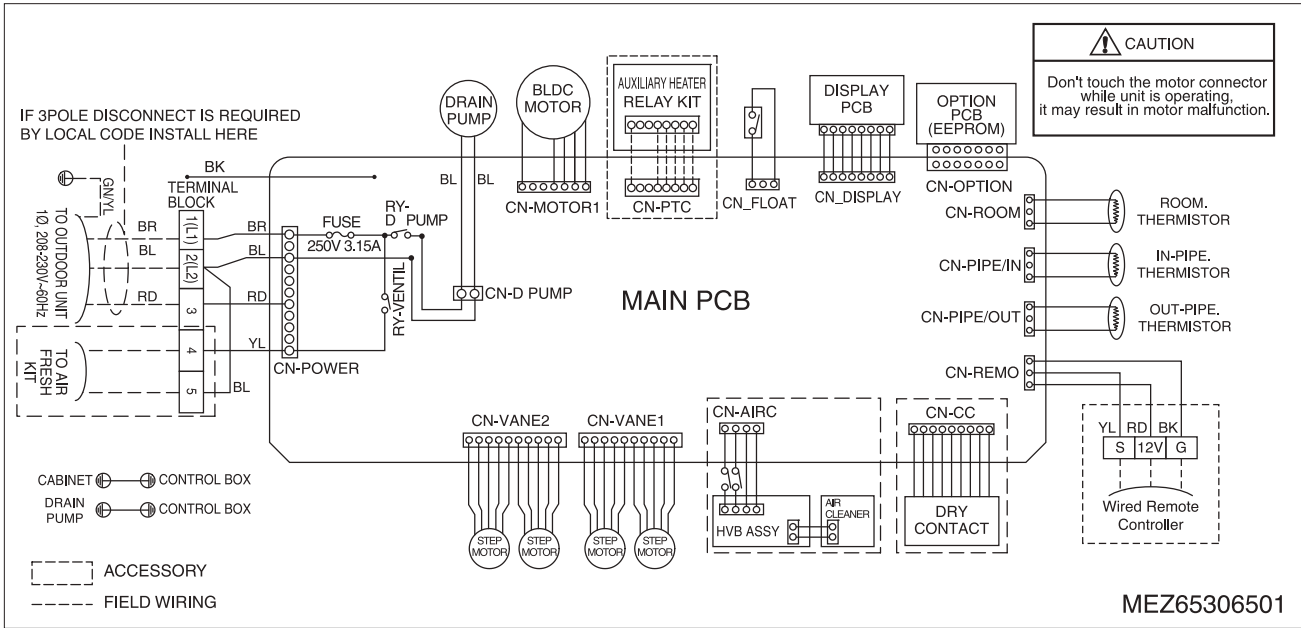 CAUTION
Don't touch the motor connector
while unit is operating,
it may result in motor malfunction.
IF 3POLE DISCONNECT IS REQUIRED
BY LOCAL CODE INSTALL HERE
DRAIN
PUMP
BLDC
MOTOR
AUXILIARY HEATER
RELAY KIT
DISPLAY
PCB
OPTION
PCB
(EEPROM)
BK
GN/YL
TERMINAL
BLOCK
BL
BL
CN-MOTOR1
CN-PTC
CN_FLOAT
CN_DISPLAY
CN-OPTION
TO OUTDOOR UNIT
1Ø, 208-230V~60Hz
BR
BL
RD
1(L1)
2(L2)
3
4
5
BR
BL
RD
YL
BL
FUSE
250V 3.15A
RY-
D PUMP
RY-VENTIL
CN-D PUMP
CN-POWER
TO AIR
FRESH
KIT
MAIN PCB
CN-ROOM
ROOM.
THERMISTOR
CN-PIPE/IN
IN-PIPE.
THERMISTOR
CN-PIPE/OUT
OUT-PIPE.
THERMISTOR
CN-REMO
YL RD BK
S 12V G
Wired Remote
Controller
CN-VANE2
CN-VANE1
STEP
MOTOR
STEP
MOTOR
STEP
MOTOR
STEP
MOTOR
CN-AIRC
HVB ASSY
AIR
CLEANER
CN-CC
DRY
CONTACT
CABINET CONTROL BOX
DRAIN
PUMP CONTROL BOX
ACCESSORY
FIELD WIRING
MEZ65306501